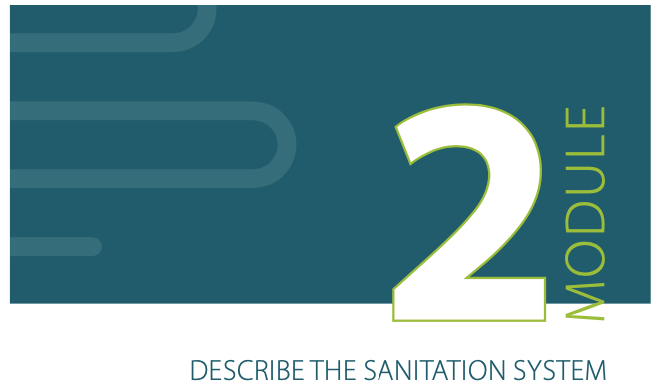 MODULE
2
DESCRIBE THE SANITATION SYSTEM